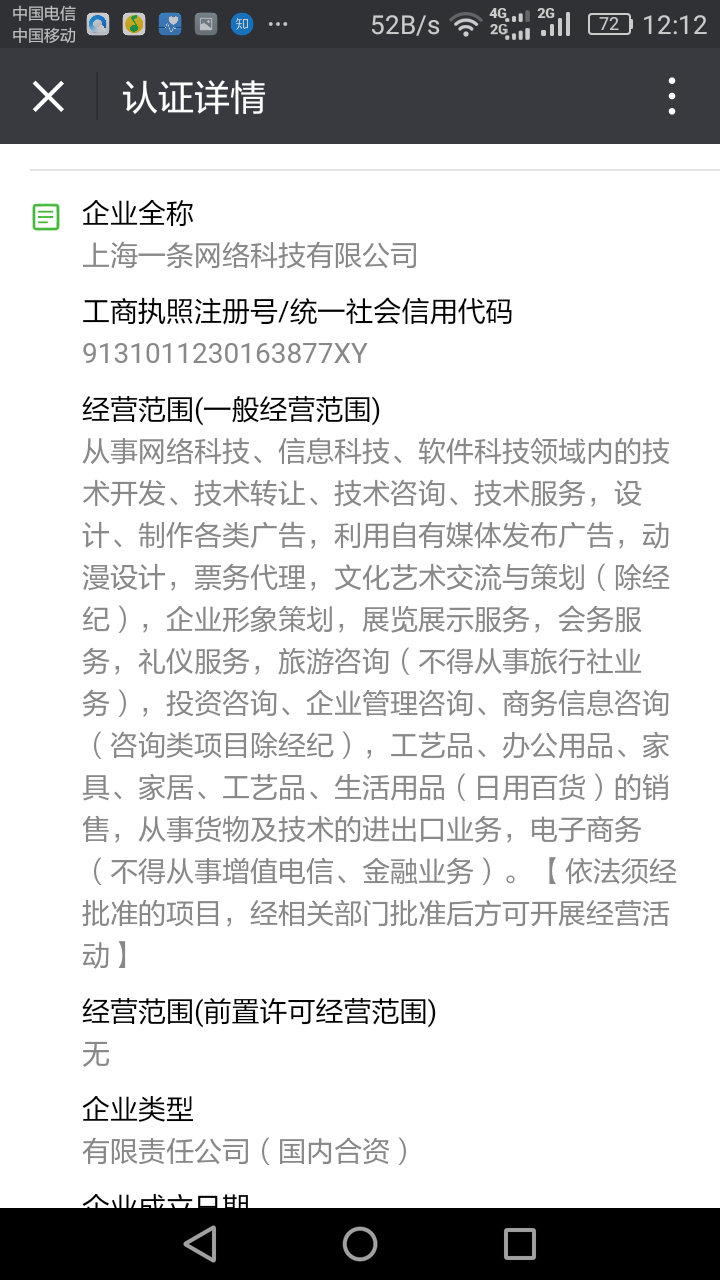 中国电信
中国移动
知
52B/s
4G
2G
2G
72
12:12
认证详情
企业全称
上海一条网络科技有限公司
工商执照注册号/统一社会信用代码
9131011230163877XY
经营范围(一般经营范围)
从事网络科技、信息科技、软件科技领域内的技
术开发、技术转让、技术咨询、技术服务，设
计、制作各类广告，利用自有媒体发布广告，动
漫设计，票务代理，文化艺术交流与策划（除经
纪），企业形象策划，展览展示服务，会务服
务，礼仪服务，旅游咨询（不得从事旅行社业
务），投资咨询、企业管理咨询、商务信息咨询
（咨询类项目除经纪），工艺品、办公用品、家
具、家居、工艺品、生活用品（日用百货）的销
售，从事货物及技术的进出口业务，电子商务
（不得从事增值电信、金融业务）。【依法须经
批准的项目，经相关部门批准后方可开展经营活
动】
经营范围(前置许可经营范围)
无
企业类型
有限责任公司（国内合资）
企业成立日期